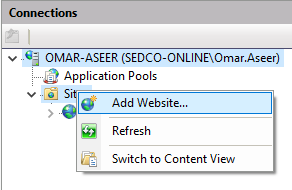 Connections
OMAR-ASEER (SEDCO-ONLINE\Omar.Aseer)
Application Pools
Add Website...
Refresh
Switch to Content View